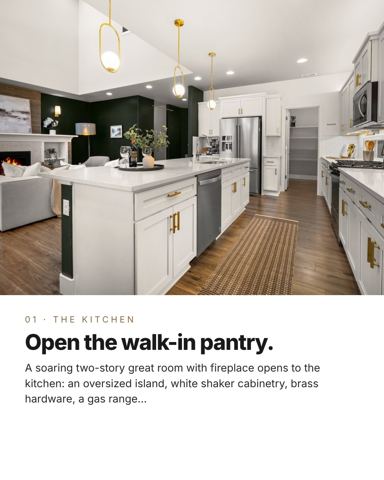 01 · THE KITCHEN
Open the walk-in pantry.
A soaring two-story great room with fireplace opens to the
kitchen: an oversized island, white shaker cabinetry, brass
hardware, a gas range...